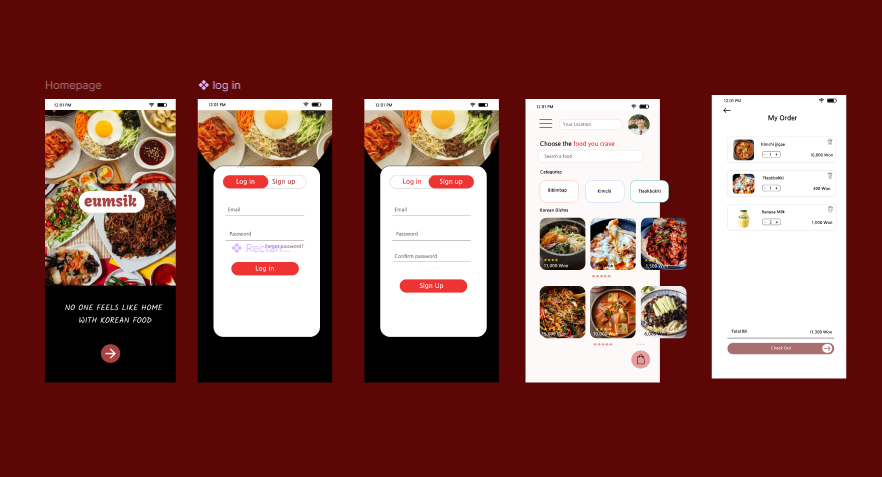 Homepage
log in
12:01 PM
eumsik
NO ONE FEELS LIKE HOME
WITH KOREAN FOOD
12:01 PM
Log in
Sign up
Email
Password
Rectan...
Forgot password?
Log in
12:01 PM
Log in
Sign up
Email
Password
Confirm password
Sign Up
12:01 PM
Your Location
Choose the food you crave
Search a food
Categories
Bibimbap
Kimchi
Tteokbokki
Korean Dishes
11,000 Won
1,500 Won
10,000 Won
8,000 Won
12:01 PM
My Order
Kimchi jjigae
- 1 +
10,000 Won
Tteokbokki
- 1 +
500 Won
Banana Milk
- 2 +
1,000 Won
Total Bill
11,500 Won
Check Out